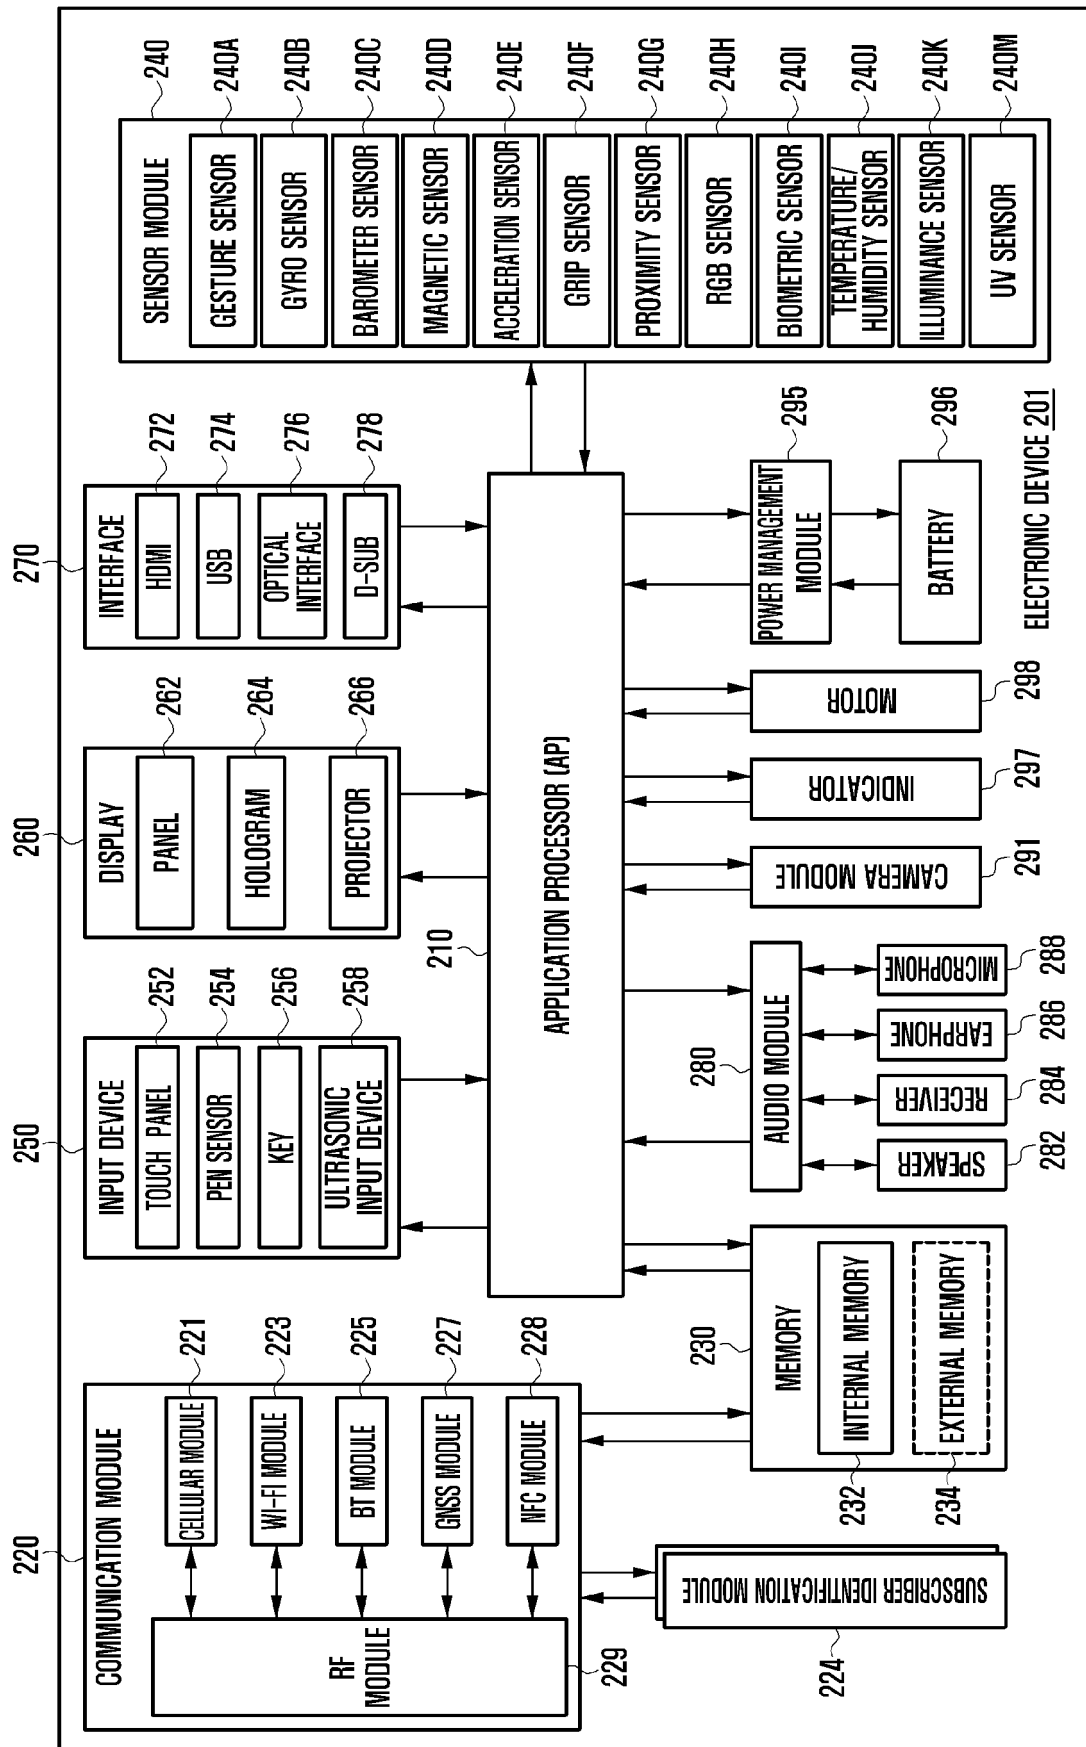 ELECTRONIC DEVICE 201
220
COMMUNICATION MODULE
CELLULAR MODULE
221
WI-FI MODULE
223
BT MODULE
225
GNSS MODULE
227
NFC MODULE
228
RF
MODULE
229
SUBSCRIBER IDENTIFICATION MODULE
224
250
INPUT DEVICE
TOUCH PANEL
252
PEN SENSOR
254
KEY
256
ULTRASONIC
INPUT DEVICE
258
260
DISPLAY
PANEL
262
HOLOGRAM
264
PROJECTOR
266
270
INTERFACE
HDMI
272
USB
274
OPTICAL
INTERFACE
276
D-SUB
278
SENSOR MODULE
240
GESTURE SENSOR
240A
GYRO SENSOR
240B
BAROMETER SENSOR
240C
MAGNETIC SENSOR
240D
ACCELERATION SENSOR
240E
GRIP SENSOR
240F
PROXIMITY SENSOR
240G
RGB SENSOR
240H
BIOMETRIC SENSOR
240I
TEMPERATURE/
HUMIDITY SENSOR
240J
ILLUMINANCE SENSOR
240K
UV SENSOR
240M
210
APPLICATION PROCESSOR (AP)
230
MEMORY
INTERNAL MEMORY
232
EXTERNAL MEMORY
234
280
AUDIO MODULE
SPEAKER
282
RECEIVER
284
EARPHONE
286
MICROPHONE
288
CAMERA MODULE
291
INDICATOR
297
MOTOR
298
POWER MANAGEMENT
MODULE
295
BATTERY
296